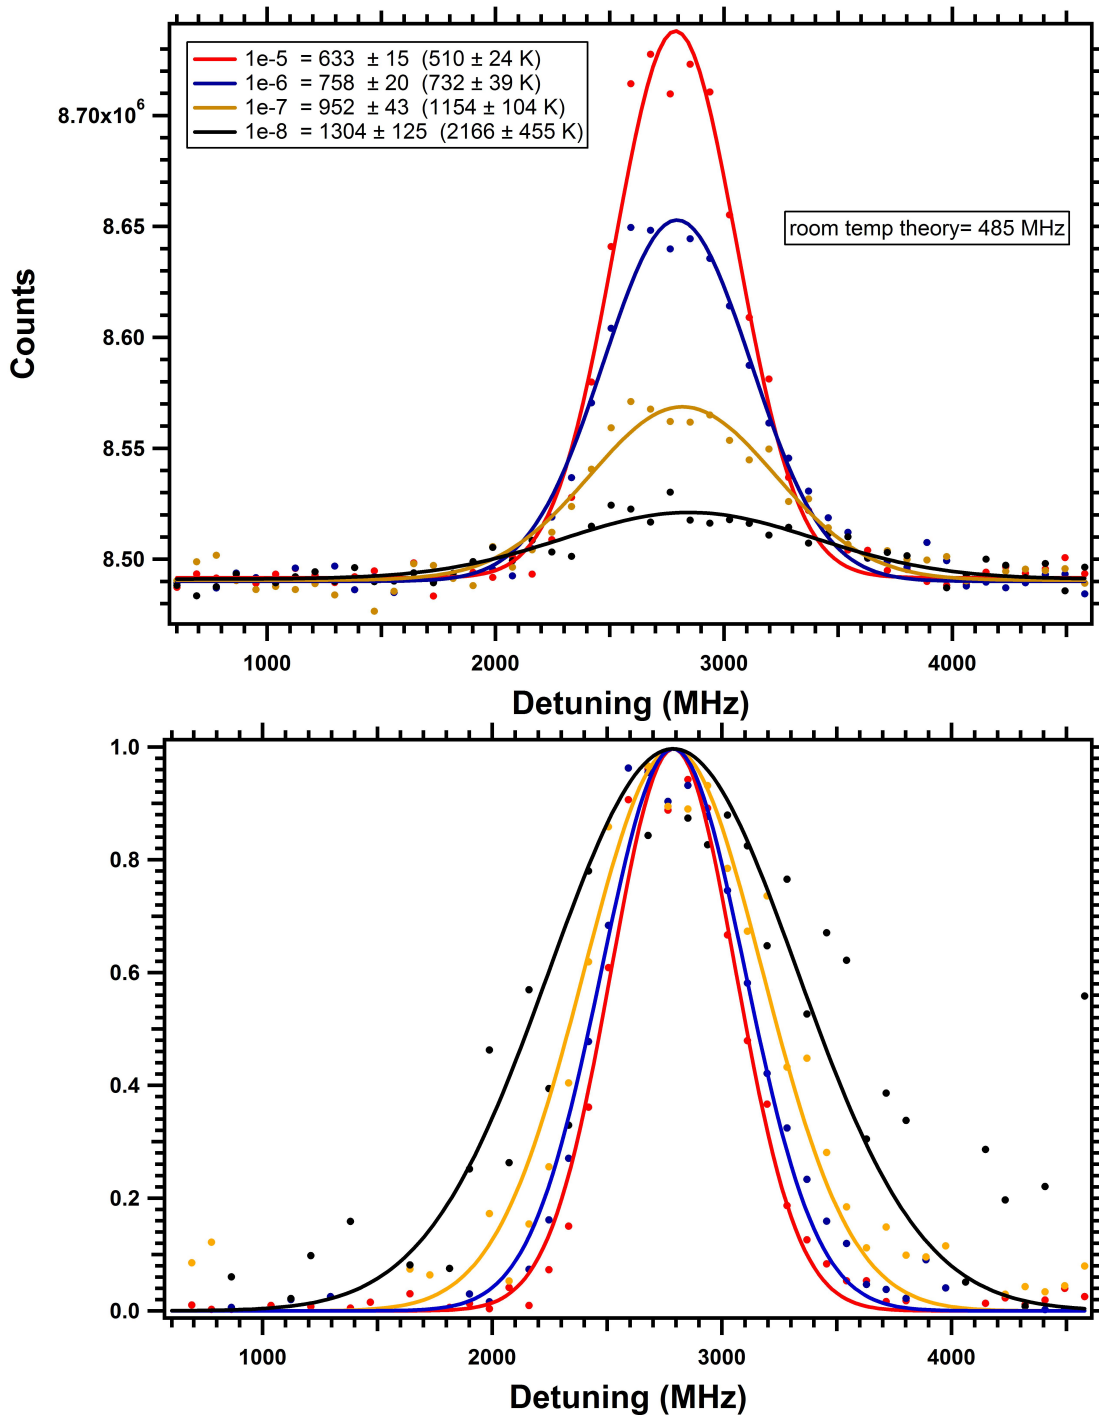 1e-5 = 633 ± 15 (510 ± 24 K)
1e-6 = 758 ± 20 (732 ± 39 K)
1e-7 = 952 ± 43 (1154 ± 104 K)
1e-8 = 1304 ± 125 (2166 ± 455 K)
8.70x10⁶
8.65
room temp theory= 485 MHz
Counts
8.60
8.55
8.50
1000 2000 3000 4000
Detuning (MHz)
1.0
0.8
0.6
0.4
0.2
0.0
1000 2000 3000 4000
Detuning (MHz)